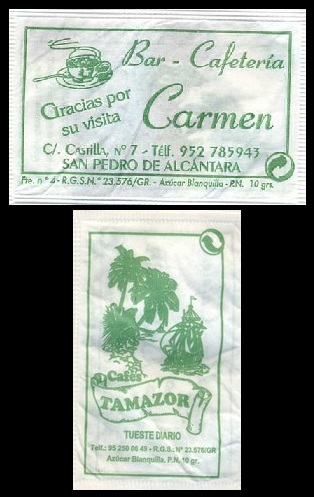 Bar - Cafetería
Gracias por
su visita
Carmen
C/. Castilla, Nº 7 - Télf. 952 785943
SAN PEDRO DE ALCÁNTARA
Fte. n.º 4 - R.G.S.N.º 23.576/GR. - Azúcar Blanquilla - P.N. 10 grs.
Cafés
TAMAZOR
TUESTE DIARIO
Telf.: 95 250 06 45 - R.G.S.: Nº 23.576/GR
Azúcar Blanquilla. P.N. 10 gr.